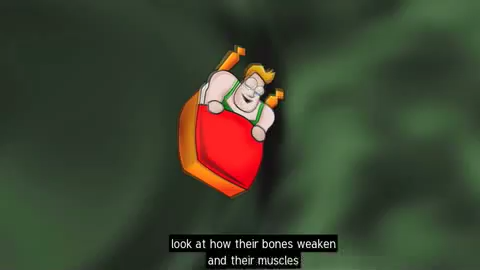 look at how their bones weaken
and their muscles